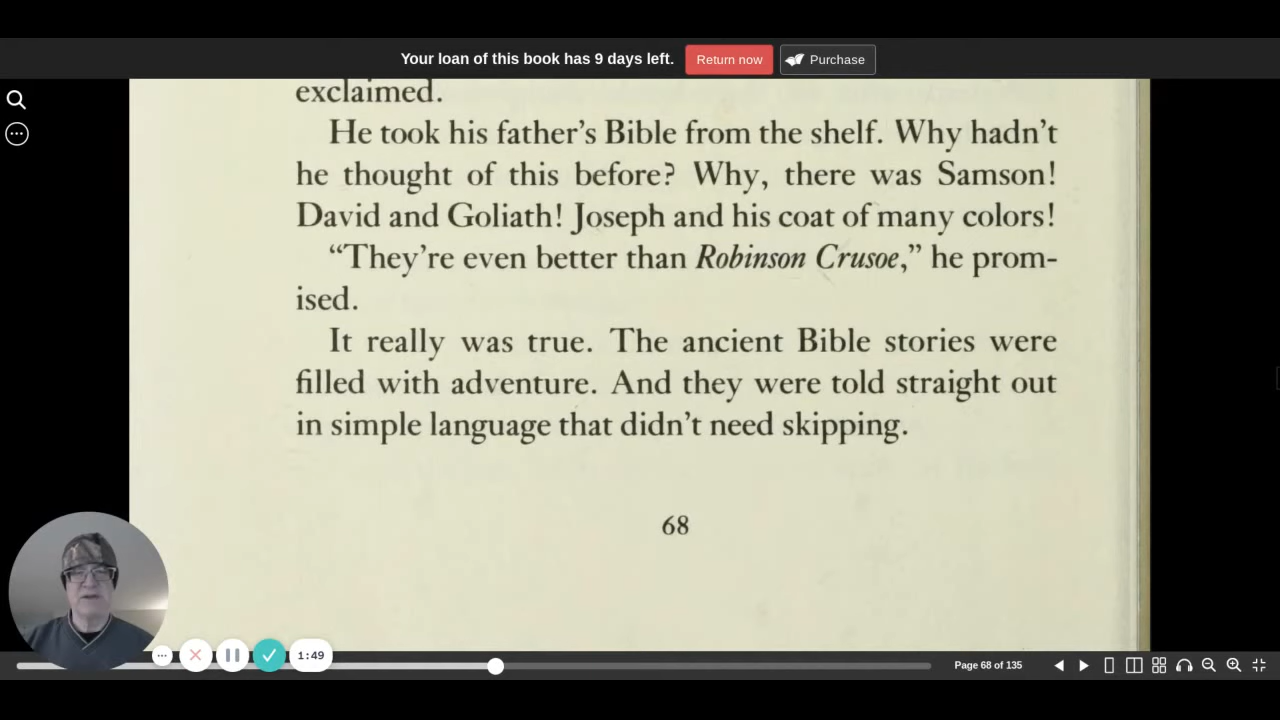 Your loan of this book has 9 days left. Return now Purchase
exclaimed.
He took his father's Bible from the shelf. Why hadn't
he thought of this before? Why, there was Samson!
David and Goliath! Joseph and his coat of many colors!
“They're even better than Robinson Crusoe,” he prom-
ised.
It really was true. The ancient Bible stories were
filled with adventure. And they were told straight out
in simple language that didn't need skipping.
68
1:49
Page 68 of 135